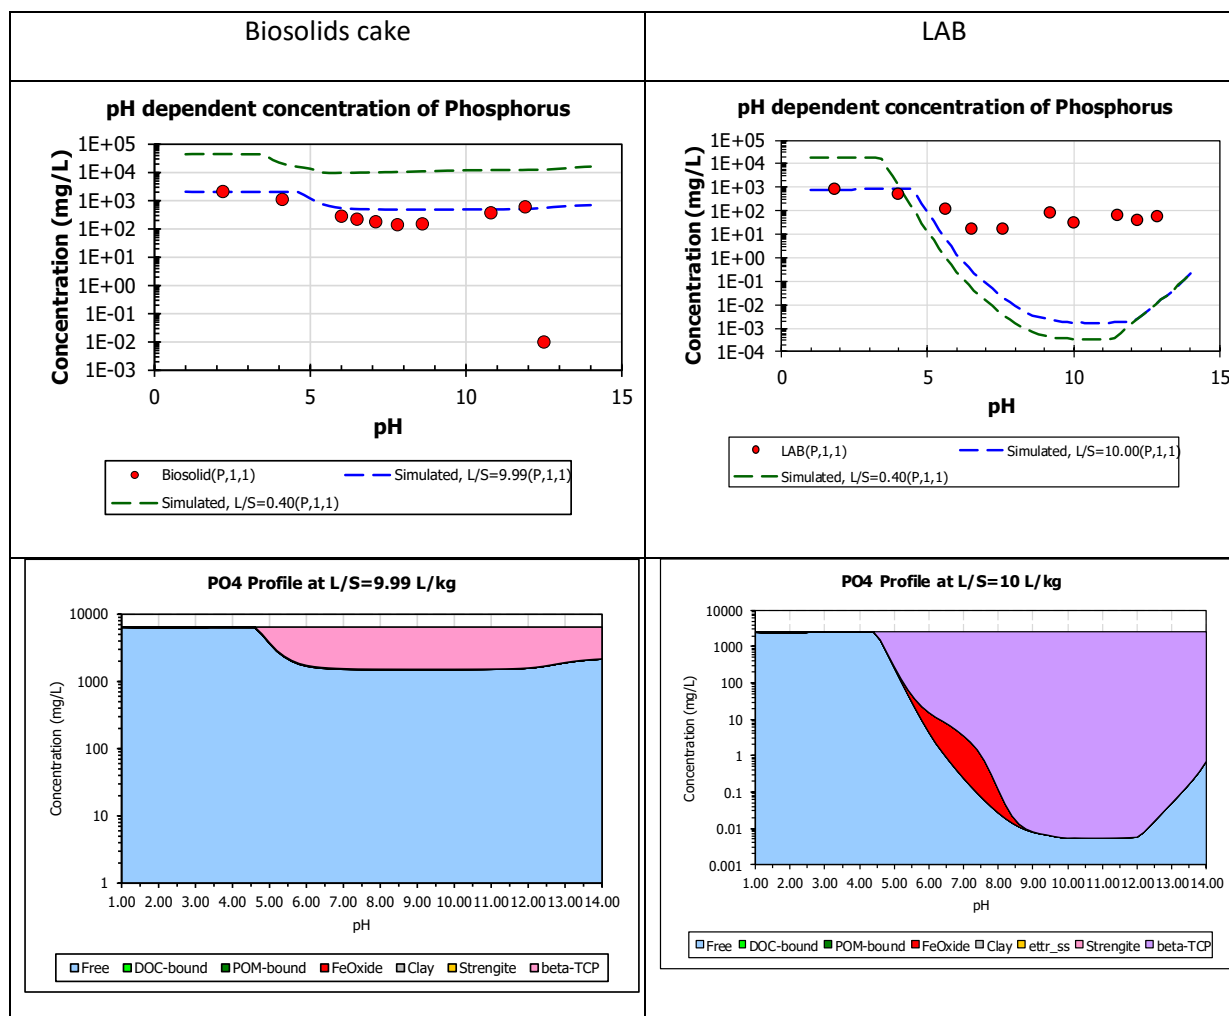 Biosolids cake
LAB
pH dependent concentration of Phosphorus
Concentration (mg/L)
1E+05
1E+04
1E+03
1E+02
1E+01
1E+00
1E-01
1E-02
1E-03
0 5 10 15
pH
Biosolid(P,1,1) Simulated, L/S=9.99(P,1,1)
Simulated, L/S=0.40(P,1,1)
pH dependent concentration of Phosphorus
Concentration (mg/L)
1E+05
1E+04
1E+03
1E+02
1E+01
1E+00
1E-01
1E-02
1E-03
1E-04
0 5 10 15
pH
LAB(P,1,1) Simulated, L/S=10.00(P,1,1)
Simulated, L/S=0.40(P,1,1)
PO4 Profile at L/S=9.99 L/kg
Concentration (mg/L)
10000
1000
100
10
1
1.00 2.00 3.00 4.00 5.00 6.00 7.00 8.00 9.00 10.00 11.00 12.00 13.00 14.00
pH
Free DOC-bound POM-bound FeOxide Clay Strengite beta-TCP
PO4 Profile at L/S=10 L/kg
Concentration (mg/L)
10000
1000
100
10
1
0.1
0.01
0.001
1.00 2.00 3.00 4.00 5.00 6.00 7.00 8.00 9.00 10.00 11.00 12.00 13.00 14.00
pH
Free DOC-bound POM-bound FeOxide Clay ettr_ss Strengite beta-TCP